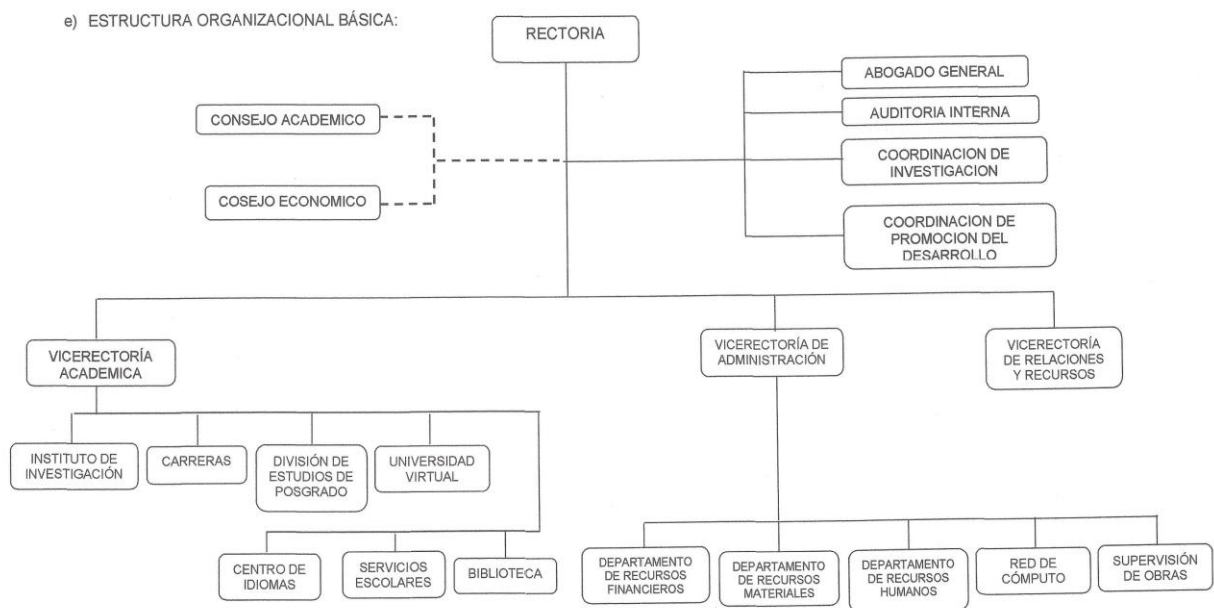 e) ESTRUCTURA ORGANIZACIONAL BÁSICA:
RECTORIA
ABOGADO GENERAL
CONSEJO ACADEMICO
AUDITORIA INTERNA
COORDINACION DE
INVESTIGACION
COSEJO ECONOMICO
COORDINACION DE
PROMOCION DEL
DESARROLLO
VICERECTORÍA
ACADEMICA
VICERECTORÍA DE
ADMINISTRACIÓN
VICERECTORÍA
DE RELACIONES
Y RECURSOS
INSTITUTO DE
INVESTIGACIÓN
CARRERAS
DIVISIÓN DE
ESTUDIOS DE
POSGRADO
UNIVERSIDAD
VIRTUAL
CENTRO DE
IDIOMAS
SERVICIOS
ESCOLARES
BIBLIOTECA
DEPARTAMENTO
DE RECURSOS
FINANCIEROS
DEPARTAMENTO
DE RECURSOS
MATERIALES
DEPARTAMENTO
DE RECURSOS
HUMANOS
RED DE
CÓMPUTO
SUPERVISIÓN
DE OBRAS